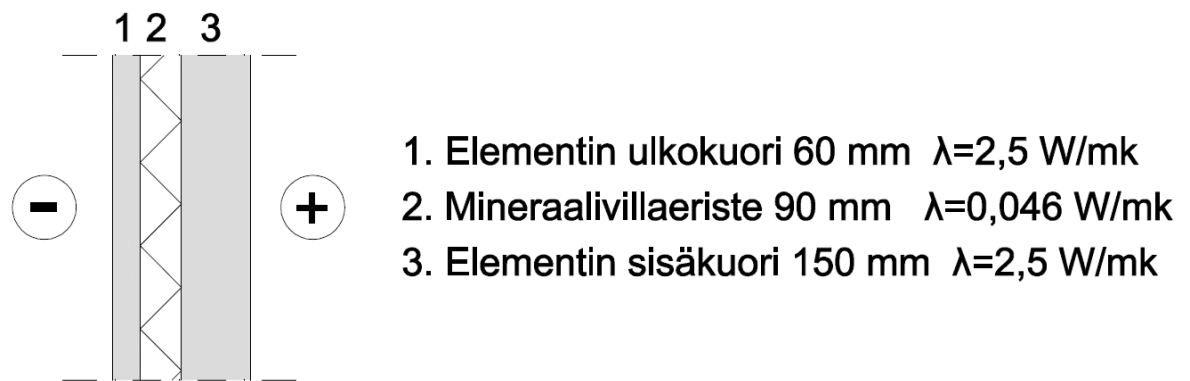 1 2 3
1. Elementin ulkokuori 60 mm λ=2,5 W/mk
2. Mineraalivillaeriste 90 mm λ=0,046 W/mk
3. Elementin sisäkuori 150 mm λ=2,5 W/mk
- +